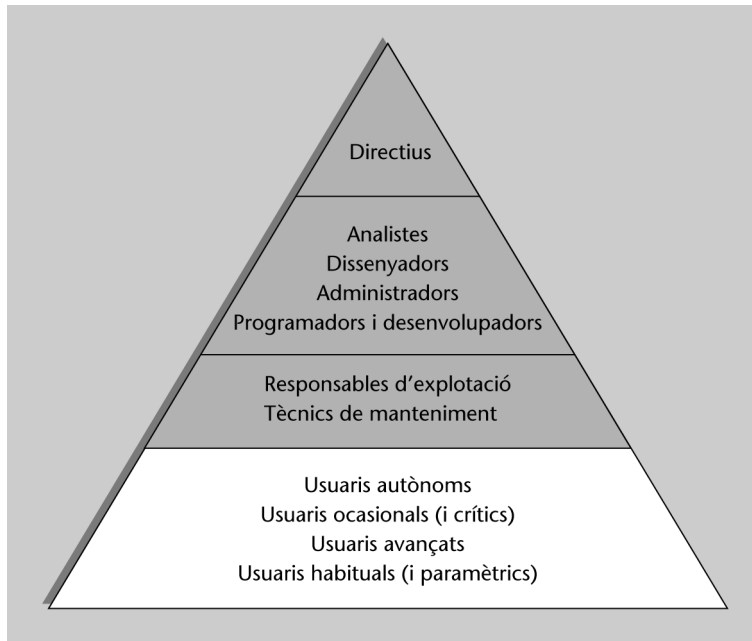 Directius
Analistes
Dissenyadors
Administradors
Programadors i desenvolupadors
Responsables d’explotació
Tècnics de manteniment
Usuaris autònoms
Usuaris ocasionals (i crítics)
Usuaris avançats
Usuaris habituals (i paramètrics)